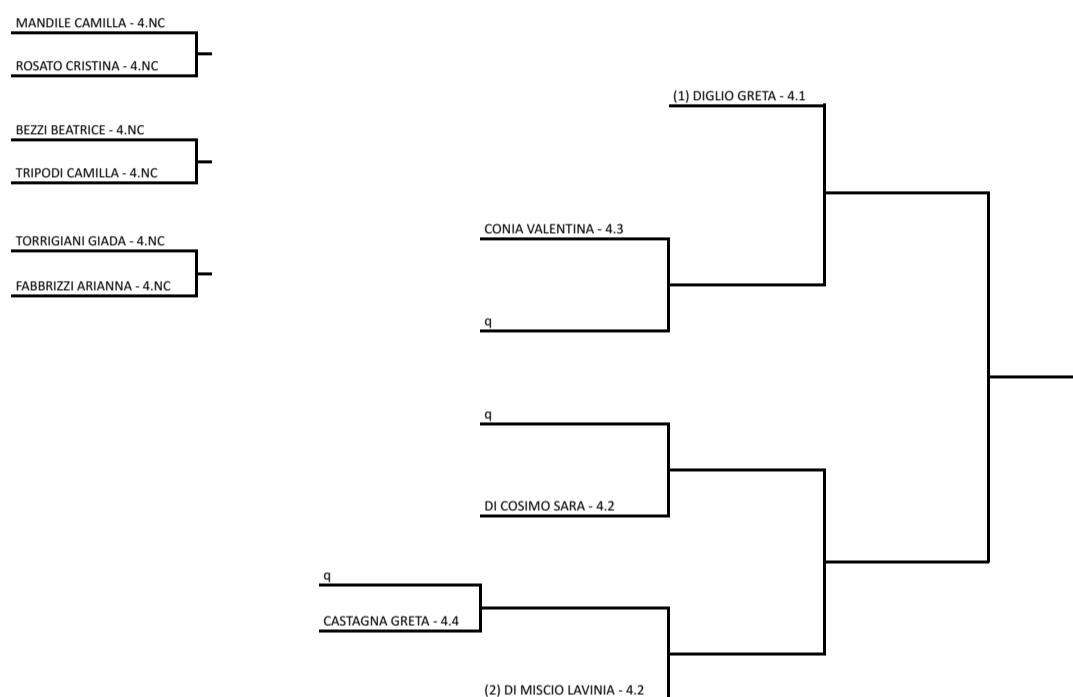 MANDILE CAMILLA - 4.NC
ROSATO CRISTINA - 4.NC
BEZZI BEATRICE - 4.NC
TRIPODI CAMILLA - 4.NC
TORRIGIANI GIADA - 4.NC
FABBRIZZI ARIANNA - 4.NC
(1) DIGLIO GRETA - 4.1
CONIA VALENTINA - 4.3
q
q
DI COSIMO SARA - 4.2
q
CASTAGNA GRETA - 4.4
(2) DI MISCIO LAVINIA - 4.2